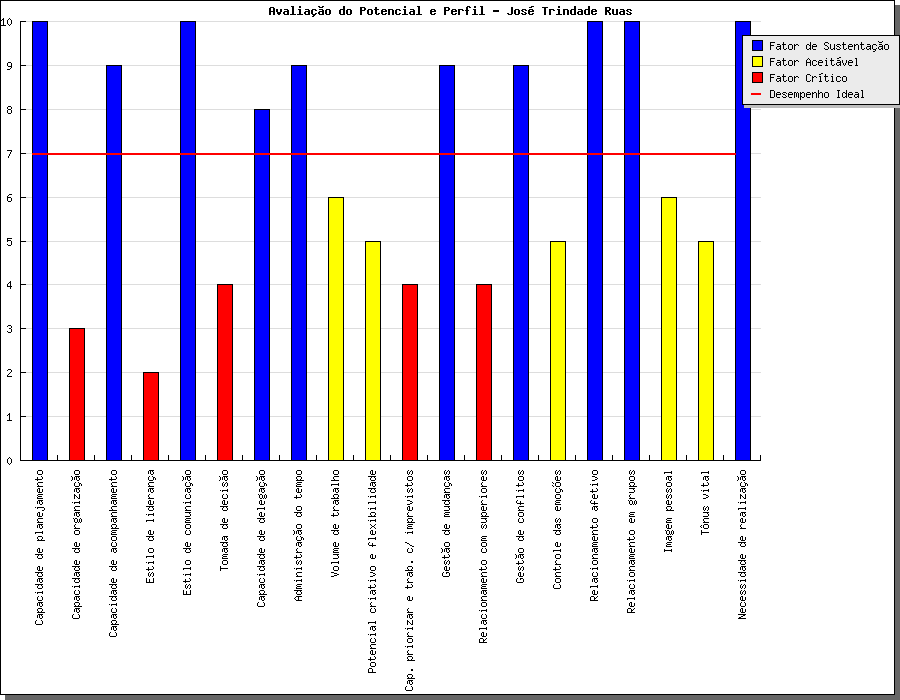 Avaliação do Potencial e Perfil - José Trindade Ruas
Fator de Sustentação
Fator Aceitável
Fator Crítico
Desempenho Ideal
10
9
8
7
6
5
4
3
2
1
0
Capacidade de planejamento
Capacidade de organização
Capacidade de acompanhamento
Estilo de liderança
Estilo de comunicação
Tomada de decisão
Capacidade de delegação
Administração do tempo
Volume de trabalho
Potencial criativo e flexibilidade
Cap. priorizar e trab. c/ imprevistos
Gestão de mudanças
Relacionamento com superiores
Gestão de conflitos
Controle das emoções
Relacionamento afetivo
Relacionamento em grupos
Imagem pessoal
Tônus vital
Necessidade de realização